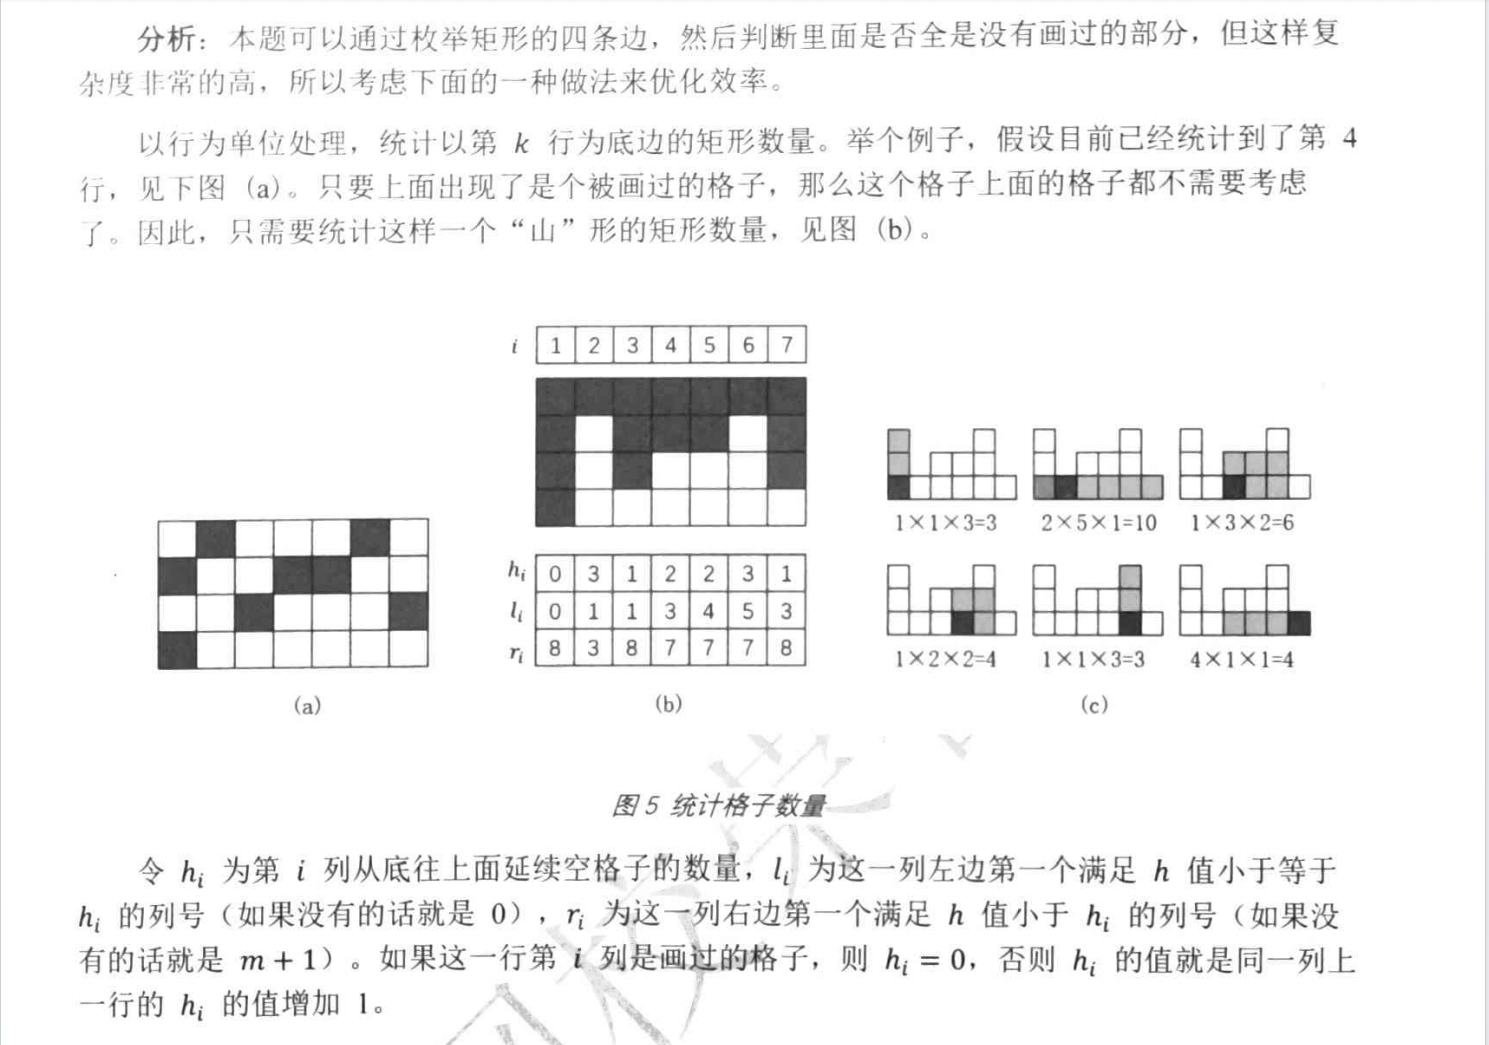 分析：本题可以通过枚举矩形的四条边，然后判断里面是否全是没有画过的部分，但这样复
杂度非常的高，所以考虑下面的一种做法来优化效率。
以行为单位处理，统计以第 k 行为底边的矩形数量。举个例子，假设目前已经统计到了第 4
行，见下图（a）。只要上面出现了是个被画过的格子，那么这个格子上面的格子都不需要考虑
了。因此，只需要统计这样一个“山”形的矩形数量，见图（b）。
i 1 2 3 4 5 6 7
hᵢ 0 3 1 2 2 3 1
lᵢ 0 1 1 3 4 5 3
rᵢ 8 3 8 7 7 7 8
1×1×3=3 2×5×1=10 1×3×2=6
1×2×2=4 1×1×3=3 4×1×1=4
(a) (b) (c)
图 5 统计格子数量
令 hᵢ 为第 i 列从底往上面延续空格子的数量，lᵢ 为这一列左边第一个满足 h 值小于等于
hᵢ 的列号（如果没有的话就是 0），rᵢ 为这一列右边第一个满足 h 值小于 hᵢ 的列号（如果没
有的话就是 m + 1）。如果这一行第 i 列是画过的格子，则 hᵢ = 0，否则 hᵢ 的值就是同一列上
一行的 hᵢ 的值增加 1。